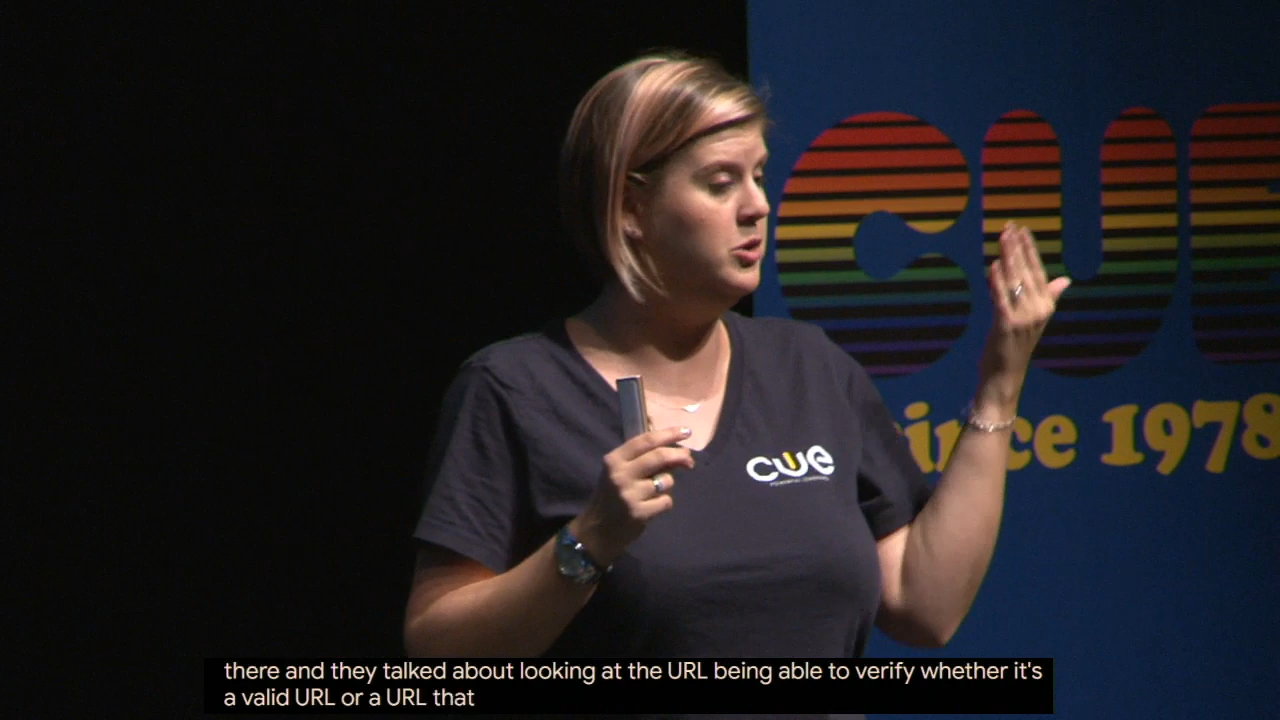 CUE
since 1978
cue
there and they talked about looking at the URL being able to verify whether it's
a valid URL or a URL that